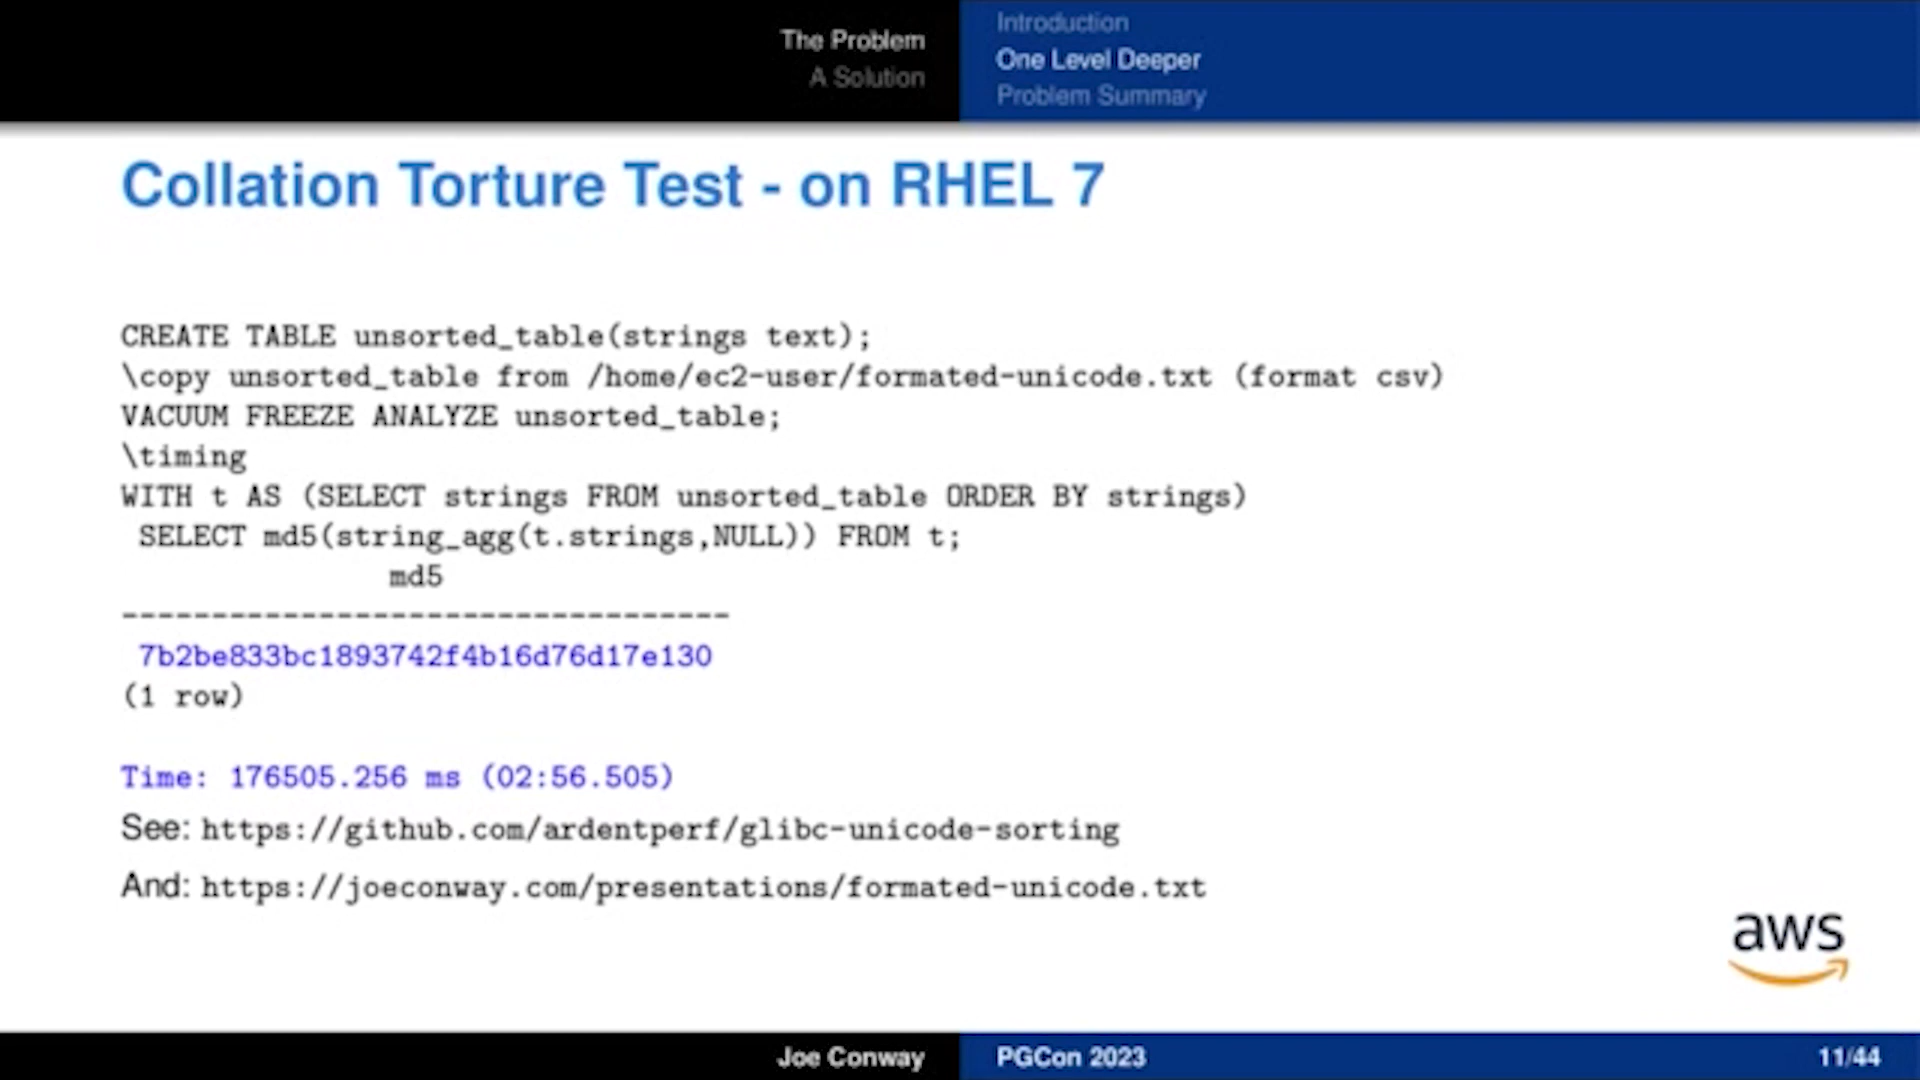 The Problem
A Solution
Introduction
One Level Deeper
Problem Summary
Collation Torture Test - on RHEL 7
CREATE TABLE unsorted_table(strings text);
\copy unsorted_table from /home/ec2-user/formated-unicode.txt (format csv)
VACUUM FREEZE ANALYZE unsorted_table;
\timing
WITH t AS (SELECT strings FROM unsorted_table ORDER BY strings)
 SELECT md5(string_agg(t.strings,NULL)) FROM t;
md5
----------------------------------
7b2be833bc1893742f4b16d76d17e130
(1 row)
Time: 176505.256 ms (02:56.505)
See: https://github.com/ardentperf/glibc-unicode-sorting
And: https://joeconway.com/presentations/formated-unicode.txt
aws
Joe Conway
PGCon 2023
11/44